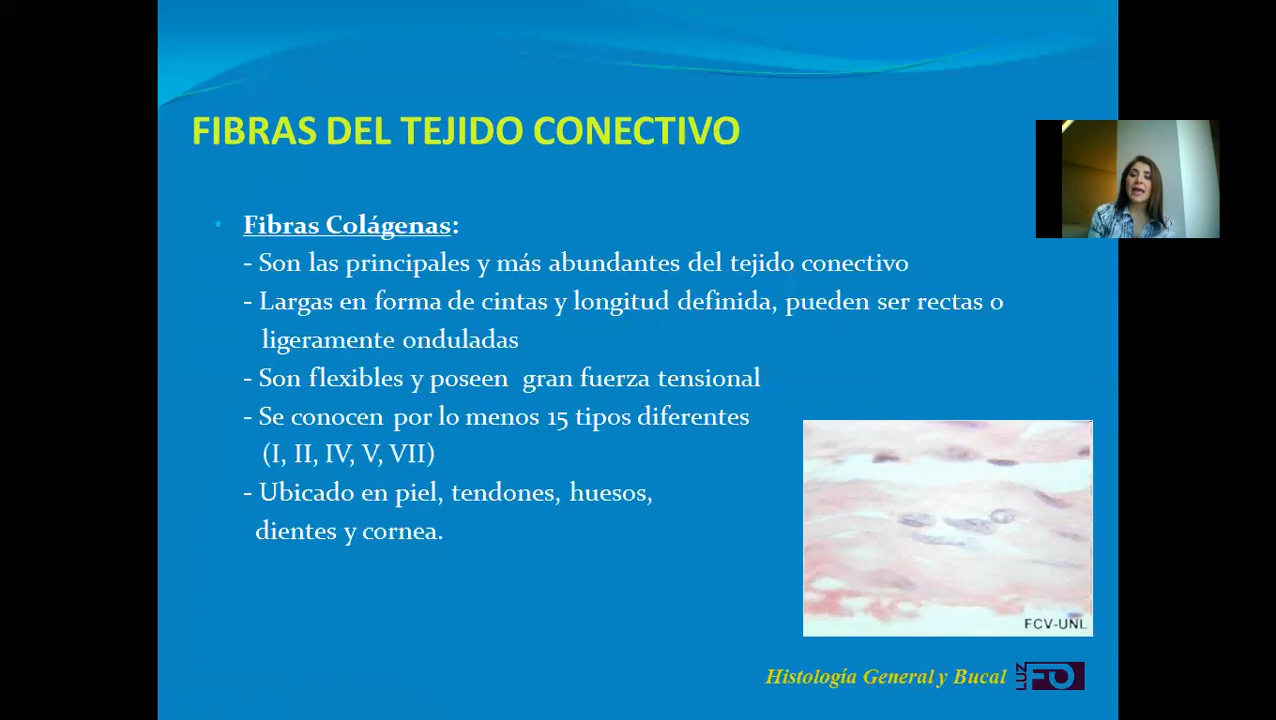 FIBRAS DEL TEJIDO CONECTIVO
Fibras Colágenas:
- Son las principales y más abundantes del tejido conectivo
- Largas en forma de cintas y longitud definida, pueden ser rectas o
ligeramente onduladas
- Son flexibles y poseen gran fuerza tensional
- Se conocen por lo menos 15 tipos diferentes
(I, II, IV, V, VII)
- Ubicado en piel, tendones, huesos,
dientes y cornea.
FCV-UNL
Histología General y Bucal
LUZ
FO